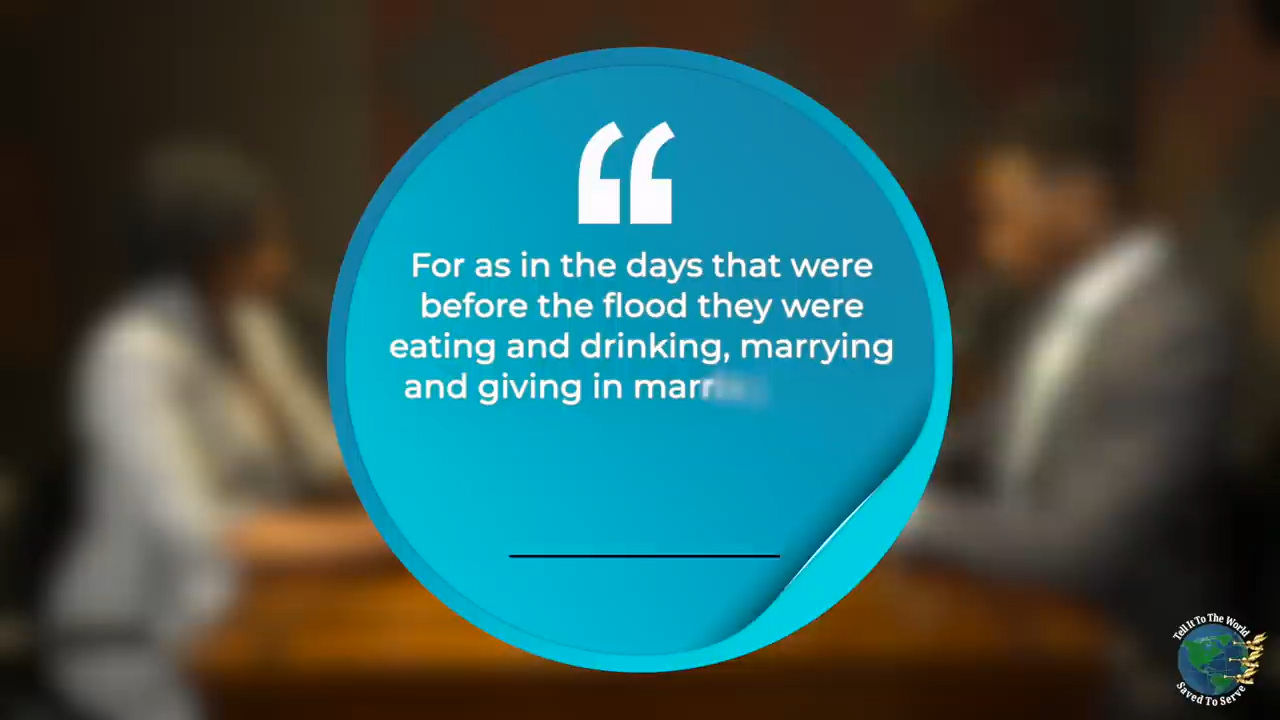 “
For as in the days that were
before the flood they were
eating and drinking, marrying
and giving in
Tell It To The World
Saved To Serve